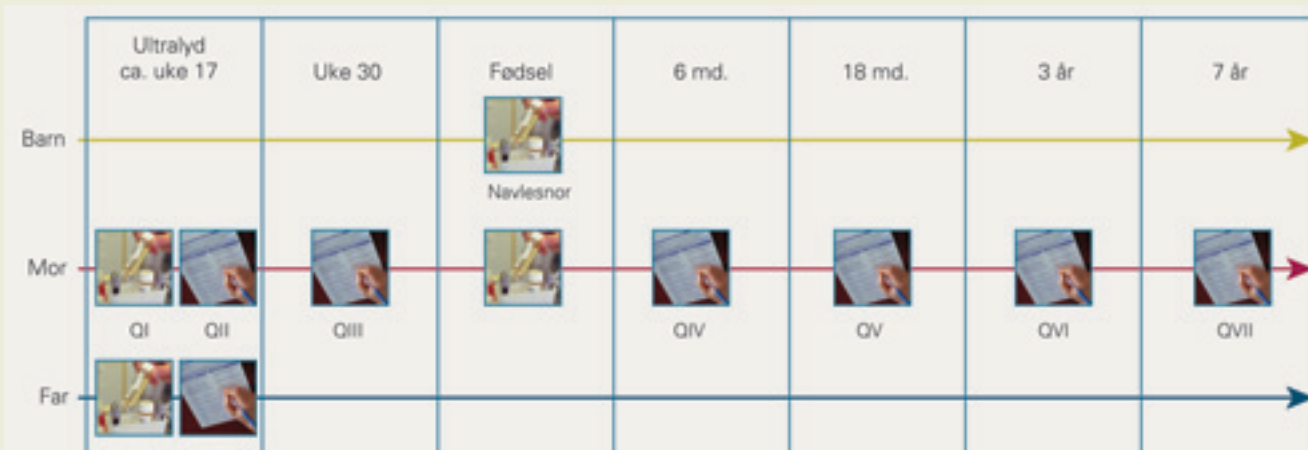 Ultralyd
ca. uke 17
Uke 30
Fødsel
6 md.
18 md.
3 år
7 år
Barn
Navlesnor
Mor
QI
QII
QIII
QIV
QV
QVI
QVII
Far